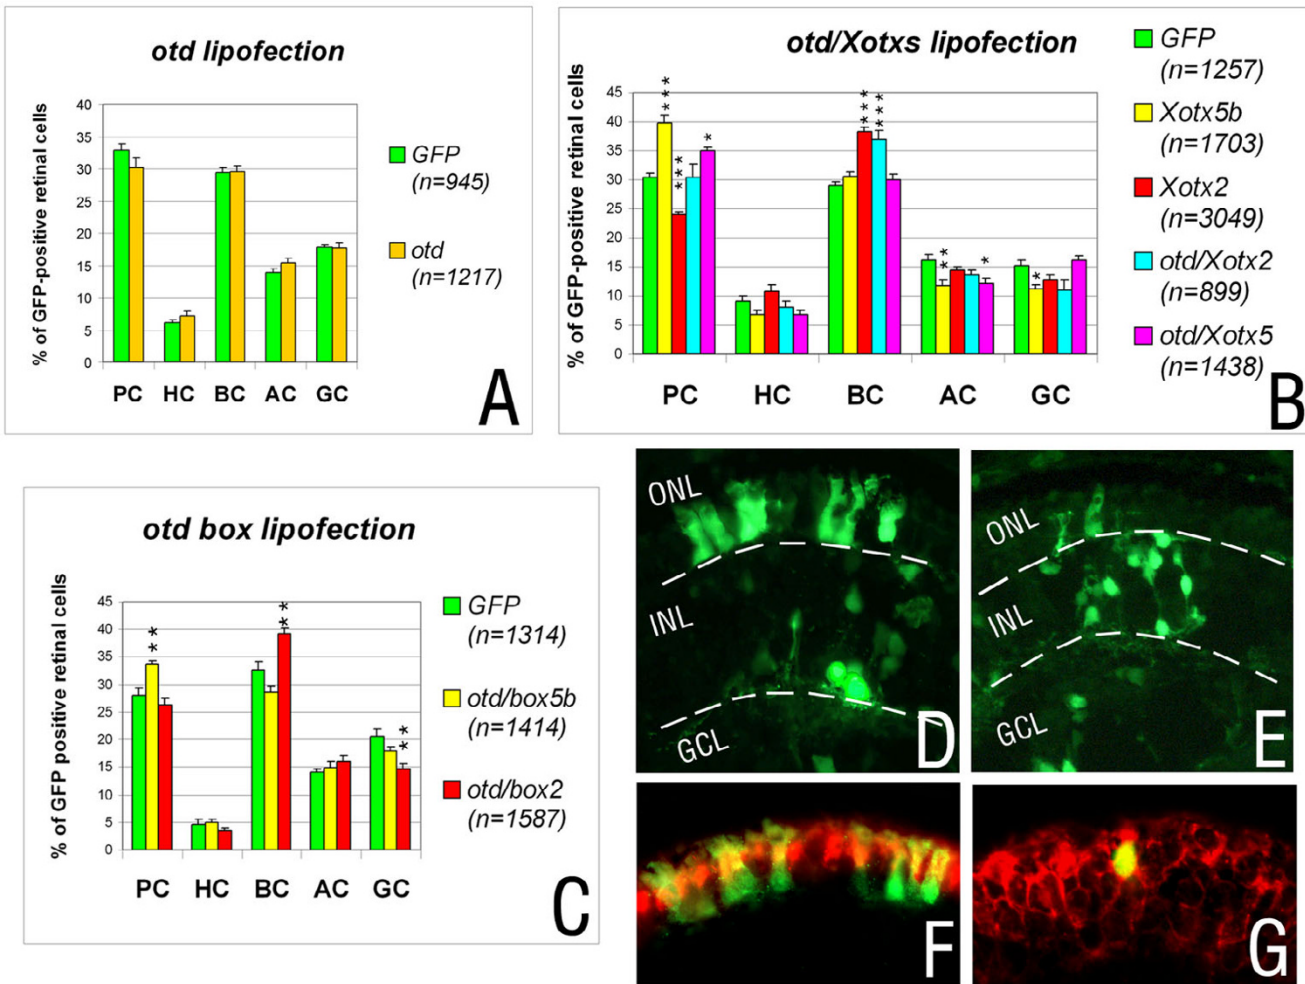 otd lipofection
% of GFP-positive retinal cells
40
35
30
25
20
15
10
5
0
PC HC BC AC GC
GFP
(n=945)
otd
(n=1217)
A
otd/Xotxs lipofection
% of GFP-positive retinal cells
45
40
35
30
25
20
15
10
5
0
***
***
*
***
***
**
*
*
PC HC BC AC GC
GFP
(n=1257)
Xotx5b
(n=1703)
Xotx2
(n=3049)
otd/Xotx2
(n=899)
otd/Xotx5
(n=1438)
B
otd box lipofection
% of GFP positive retinal cells
45
40
35
30
25
20
15
10
5
0
**
**
**
PC HC BC AC GC
GFP
(n=1314)
otd/box5b
(n=1414)
otd/box2
(n=1587)
C
ONL
INL
GCL
D
ONL
INL
GCL
E
F
G